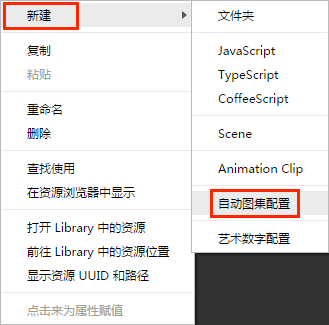 新建
复制
粘贴
重命名
删除
查找使用
在资源浏览器中显示
打开 Library 中的资源
前往 Library 中的资源位置
显示资源 UUID 和路径
点击来为属性赋值
文件夹
JavaScript
TypeScript
CoffeeScript
Scene
Animation Clip
自动图集配置
艺术数字配置